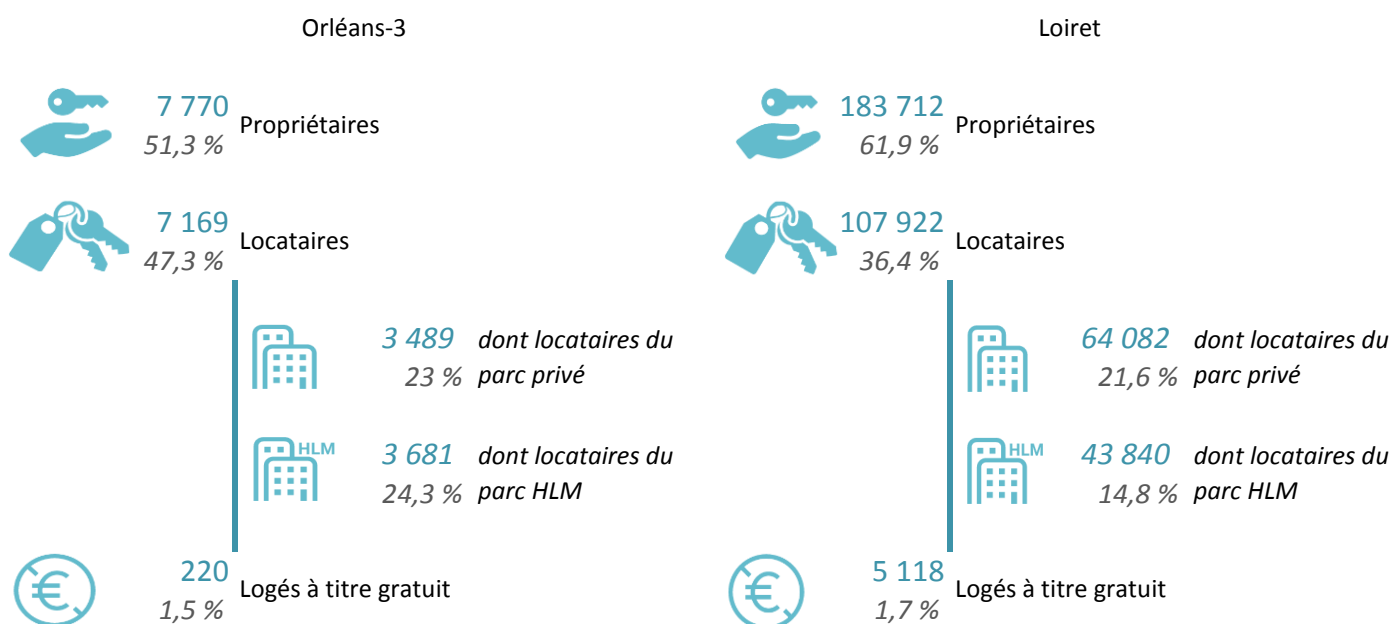 Orléans-3
7 770
51,3 %
Propriétaires
7 169
47,3 %
Locataires
3 489
23 %
dont locataires du
parc privé
HLM
3 681
24,3 %
dont locataires du
parc HLM
€
220
1,5 %
Logés à titre gratuit
Loiret
183 712
61,9 %
Propriétaires
107 922
36,4 %
Locataires
64 082
21,6 %
dont locataires du
parc privé
HLM
43 840
14,8 %
dont locataires du
parc HLM
€
5 118
1,7 %
Logés à titre gratuit